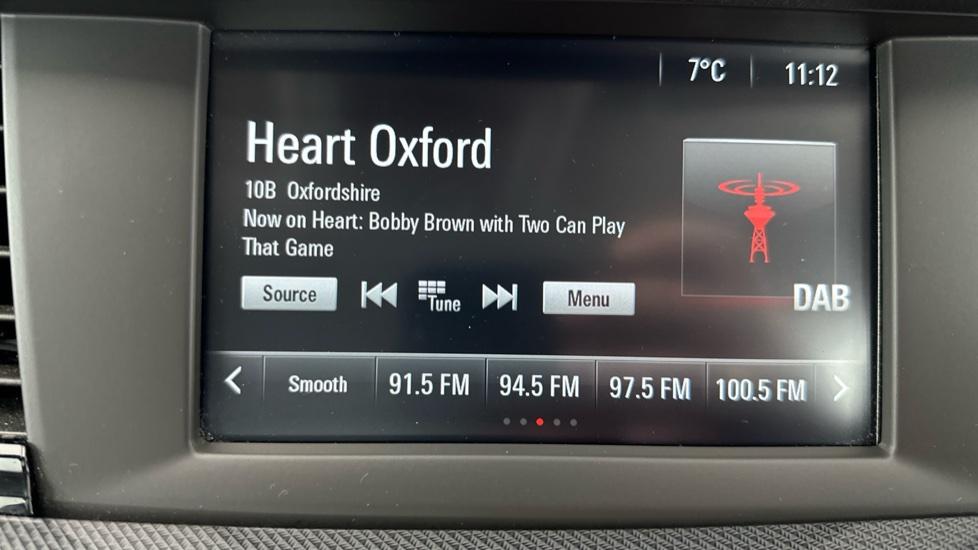 7°C 11:12
Heart Oxford
10B Oxfordshire
Now on Heart: Bobby Brown with Two Can Play
That Game
Source Tune Menu
DAB
Smooth 91.5 FM 94.5 FM 97.5 FM 100.5 FM